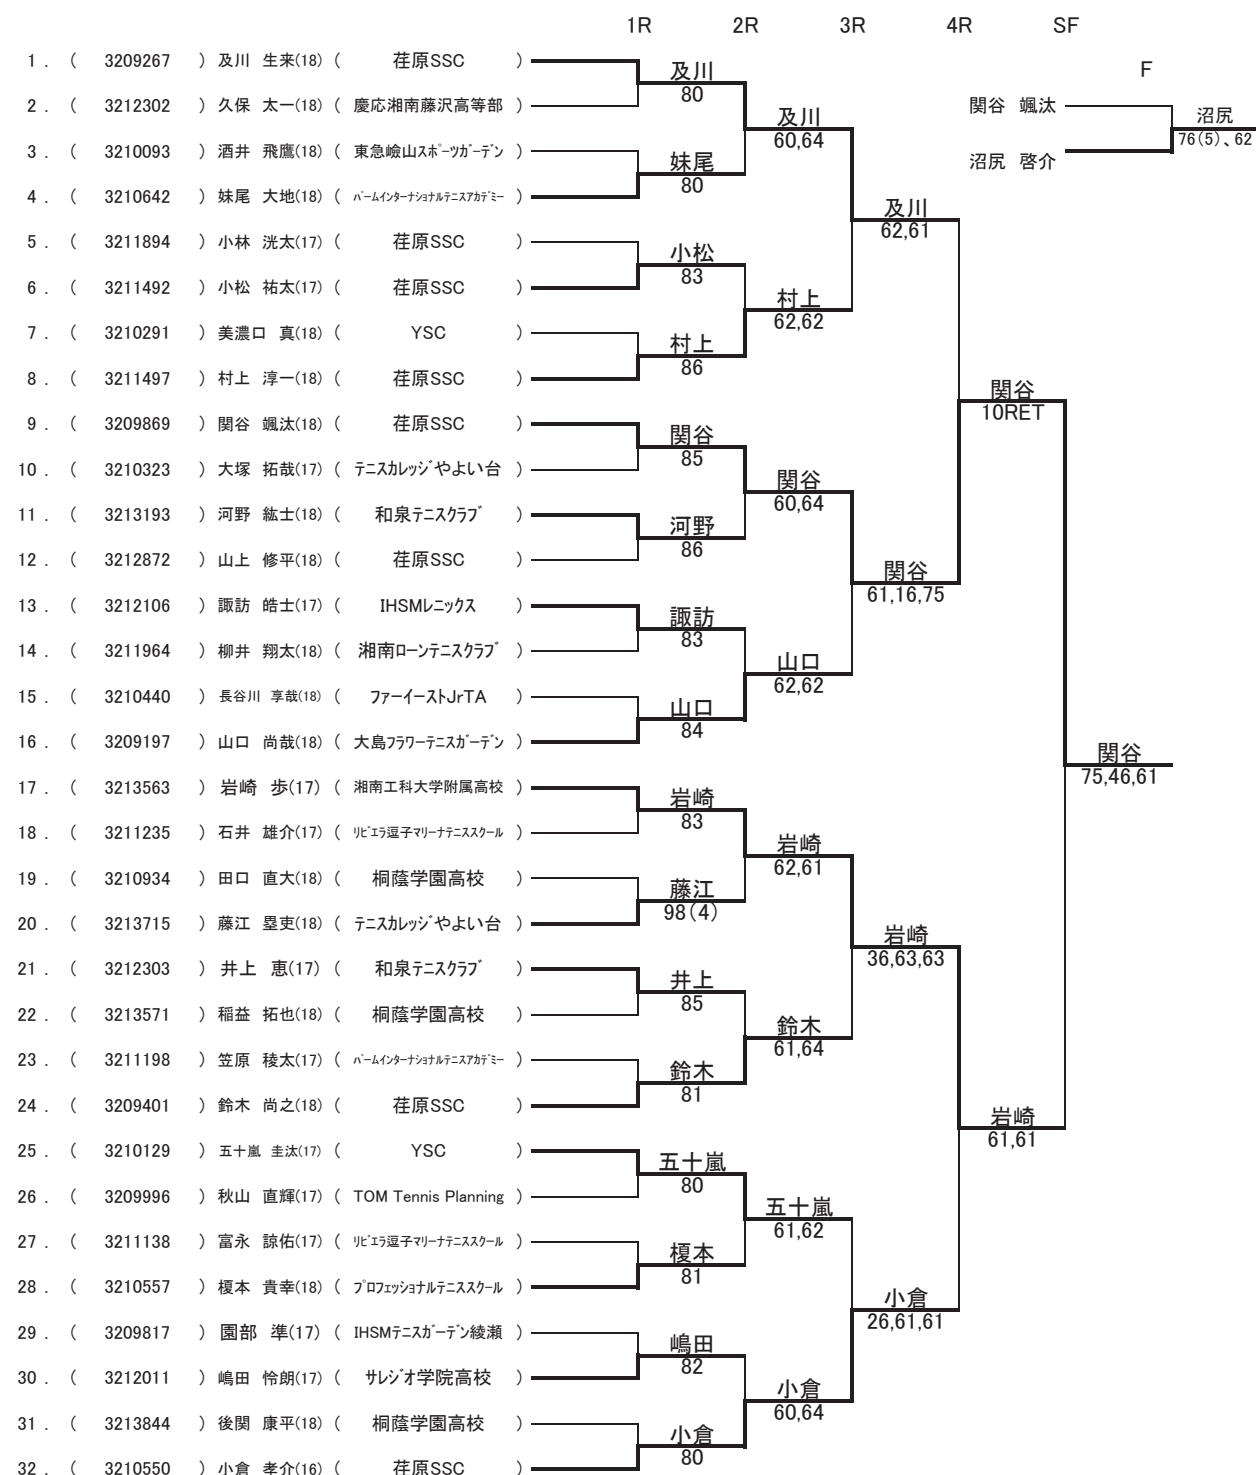 1R 2R 3R 4R SF
F
1 . ( 3209267 ) 及川 生来(18) ( 荏原SSC )
2 . ( 3212302 ) 久保 太一(18) ( 慶応湘南藤沢高等部 )
3 . ( 3210093 ) 酒井 飛鷹(18) ( 東急嶮山スポーツガーデン )
4 . ( 3210642 ) 妹尾 大地(18) ( パームインターナショナルテニスアカデミー )
5 . ( 3211894 ) 小林 洸太(17) ( 荏原SSC )
6 . ( 3211492 ) 小松 祐太(17) ( 荏原SSC )
7 . ( 3210291 ) 美濃口 真(18) ( YSC )
8 . ( 3211497 ) 村上 淳一(18) ( 荏原SSC )
9 . ( 3209869 ) 関谷 颯汰(18) ( 荏原SSC )
10 . ( 3210323 ) 大塚 拓哉(17) ( テニスカレッジやよい台 )
11 . ( 3213193 ) 河野 紘士(18) ( 和泉テニスクラブ )
12 . ( 3212872 ) 山上 修平(18) ( 荏原SSC )
13 . ( 3212106 ) 諏訪 皓士(17) ( IHSMレニックス )
14 . ( 3211964 ) 柳井 翔太(18) ( 湘南ローンテニスクラブ )
15 . ( 3210440 ) 長谷川 享哉(18) ( ファーイーストJrTA )
16 . ( 3209197 ) 山口 尚哉(18) ( 大島フラワーテニスガーデン )
17 . ( 3213563 ) 岩崎 歩(17) ( 湘南工科大学附属高校 )
18 . ( 3211235 ) 石井 雄介(17) ( リビエラ逗子マリーナテニススクール )
19 . ( 3210934 ) 田口 直大(18) ( 桐蔭学園高校 )
20 . ( 3213715 ) 藤江 塁吏(18) ( テニスカレッジやよい台 )
21 . ( 3212303 ) 井上 恵(17) ( 和泉テニスクラブ )
22 . ( 3213571 ) 稲益 拓也(18) ( 桐蔭学園高校 )
23 . ( 3211198 ) 笠原 稜太(17) ( パームインターナショナルテニスアカデミー )
24 . ( 3209401 ) 鈴木 尚之(18) ( 荏原SSC )
25 . ( 3210129 ) 五十嵐 圭汰(17) ( YSC )
26 . ( 3209996 ) 秋山 直輝(17) ( TOM Tennis Planning )
27 . ( 3211138 ) 富永 諒佑(17) ( リビエラ逗子マリーナテニススクール )
28 . ( 3210557 ) 榎本 貴幸(18) ( プロフェッショナルテニススクール )
29 . ( 3209817 ) 園部 準(17) ( IHSMテニスガーデン綾瀬 )
30 . ( 3212011 ) 嶋田 怜朗(17) ( サレジオ学院高校 )
31 . ( 3213844 ) 後関 康平(18) ( 桐蔭学園高校 )
32 . ( 3210550 ) 小倉 孝介(16) ( 荏原SSC )
及川
80
妹尾
80
小松
83
村上
86
関谷
85
河野
86
諏訪
83
山口
84
岩崎
83
藤江
98(4)
井上
85
鈴木
81
五十嵐
80
榎本
81
嶋田
82
小倉
80
及川
60,64
村上
62,62
関谷
60,64
山口
62,62
岩崎
62,61
鈴木
61,64
五十嵐
61,62
小倉
60,64
及川
62,61
関谷
61,16,75
岩崎
36,63,63
小倉
26,61,61
関谷
10RET
岩崎
61,61
関谷
75,46,61
関谷 颯汰
沼尻 啓介
沼尻
76(5)、62